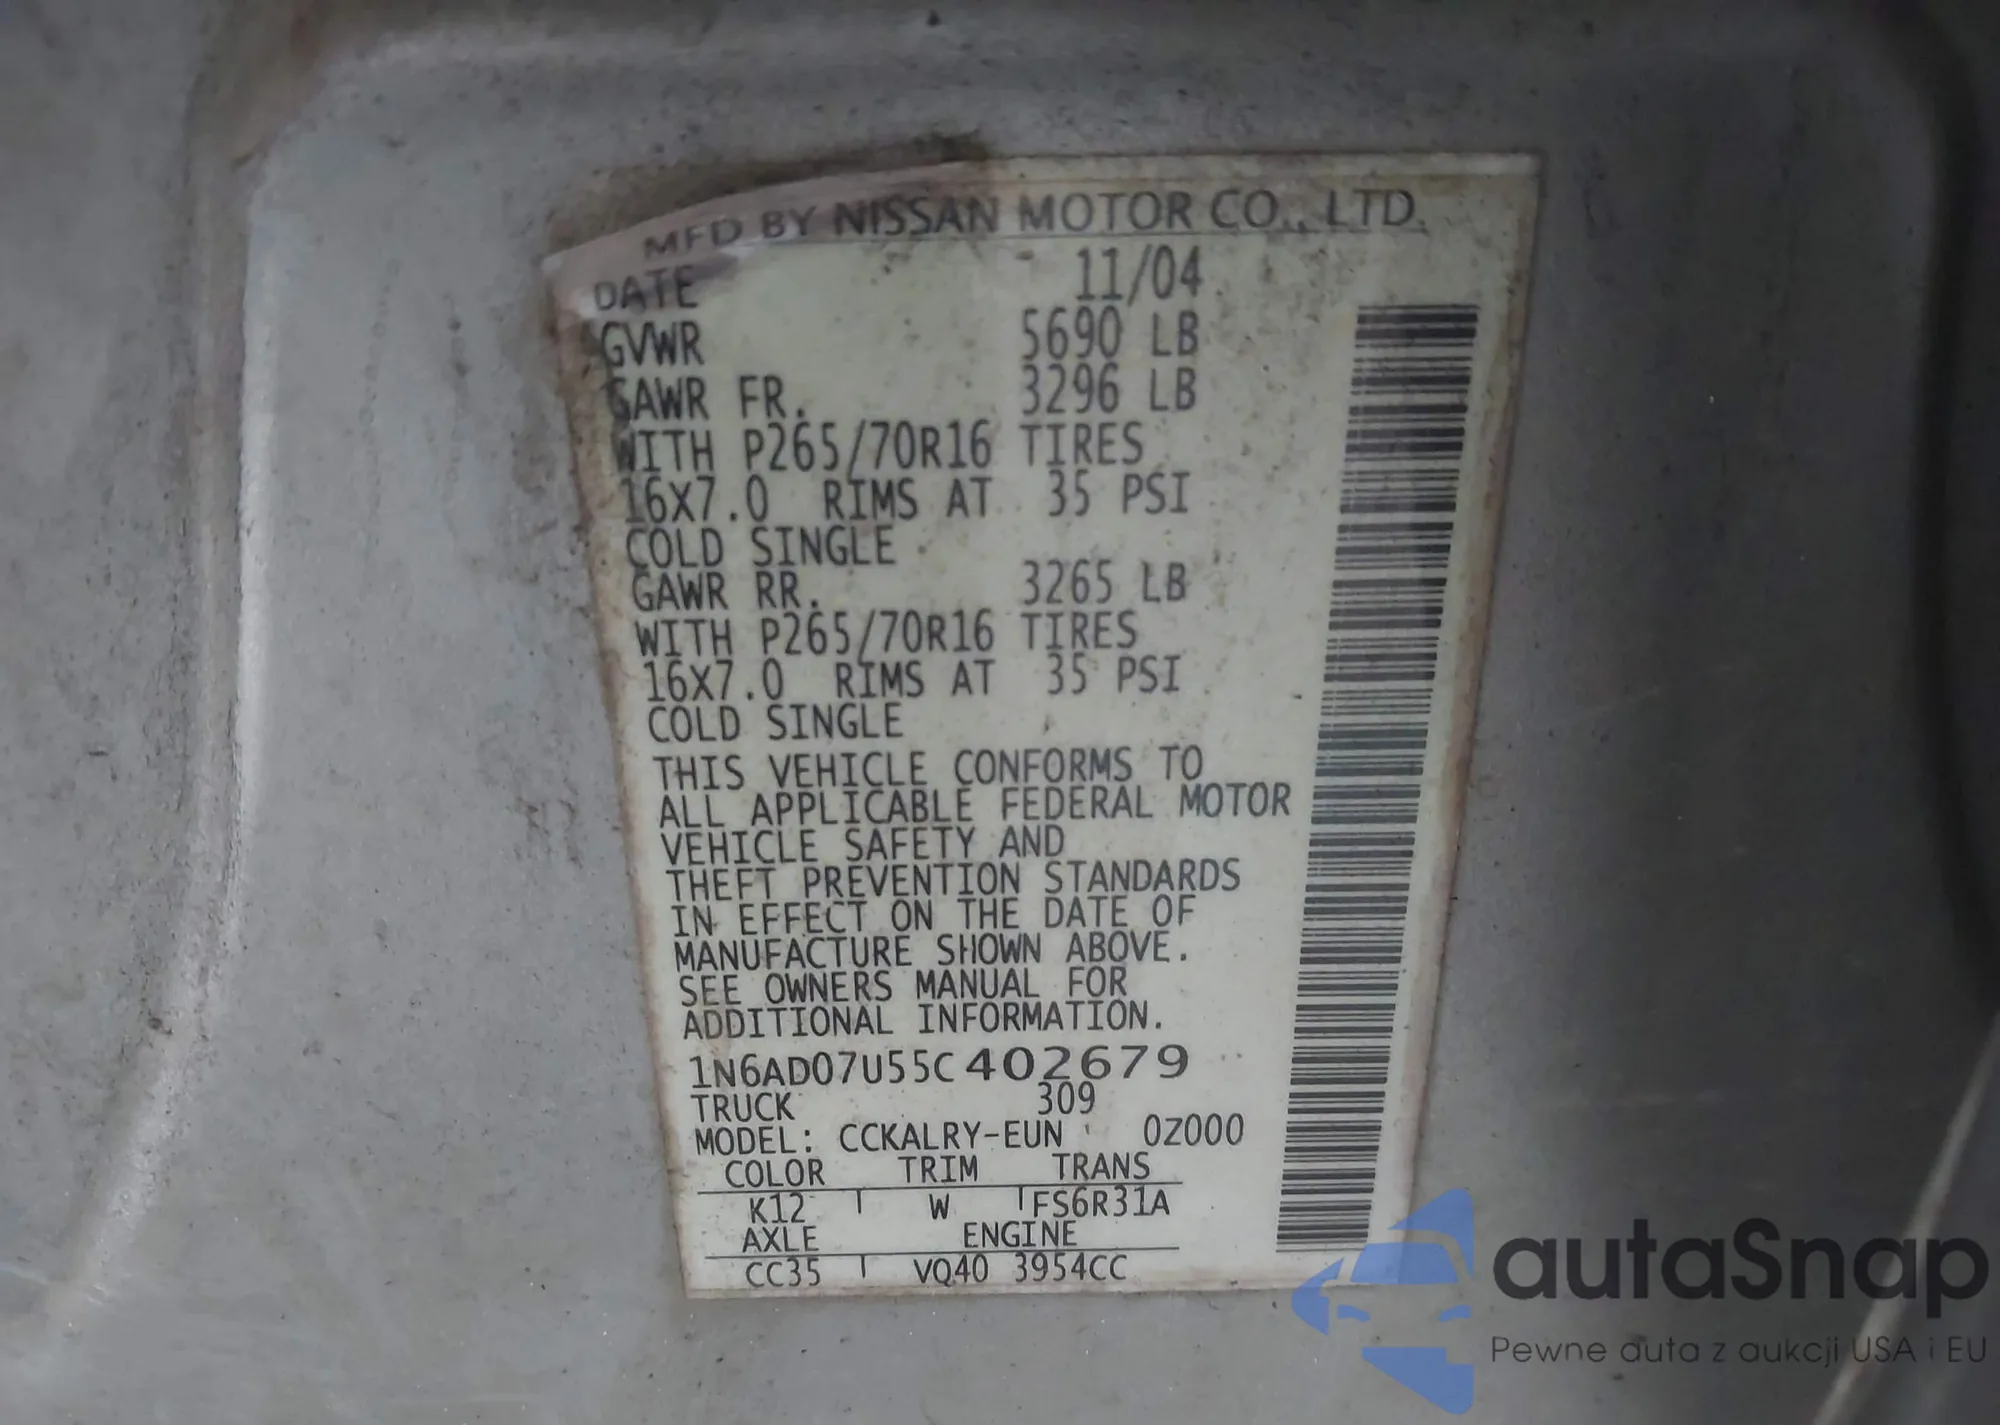 MFD BY NISSAN MOTOR CO., LTD.
DATE 11/04
GVWR 5690 LB
GAWR FR. 3296 LB
WITH P265/70R16 TIRES
16X7.0 RIMS AT 35 PSI
COLD SINGLE
GAWR RR. 3265 LB
WITH P265/70R16 TIRES
16X7.0 RIMS AT 35 PSI
COLD SINGLE
THIS VEHICLE CONFORMS TO
ALL APPLICABLE FEDERAL MOTOR
VEHICLE SAFETY AND
THEFT PREVENTION STANDARDS
IN EFFECT ON THE DATE OF
MANUFACTURE SHOWN ABOVE.
SEE OWNERS MANUAL FOR
ADDITIONAL INFORMATION.
1N6AD07U55C402679
TRUCK 309
MODEL: CCKALRY-EUN 0Z000
COLOR TRIM TRANS
K12 W FS6R31A
AXLE ENGINE
CC35 VQ40 3954CC
autaSnap
Pewne auta z aukcji USA i EU